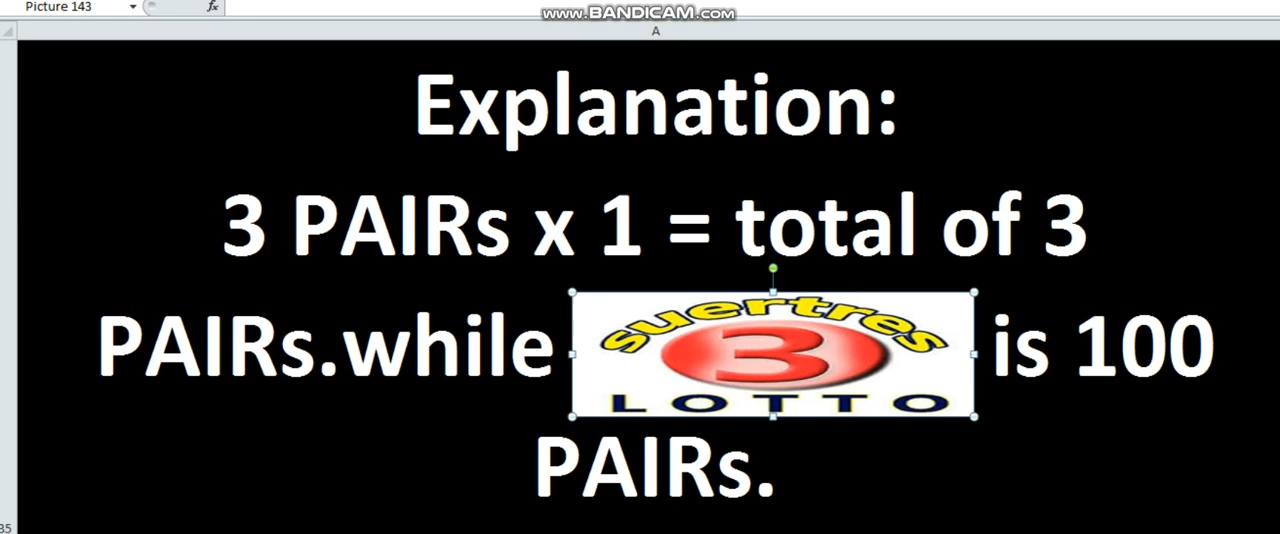 Picture 143
fx
www.BANDICAM.com
A
Explanation:
3 PAIRs x 1 = total of 3
PAIRs.while suertres 3 LOTTO is 100
PAIRs.
35